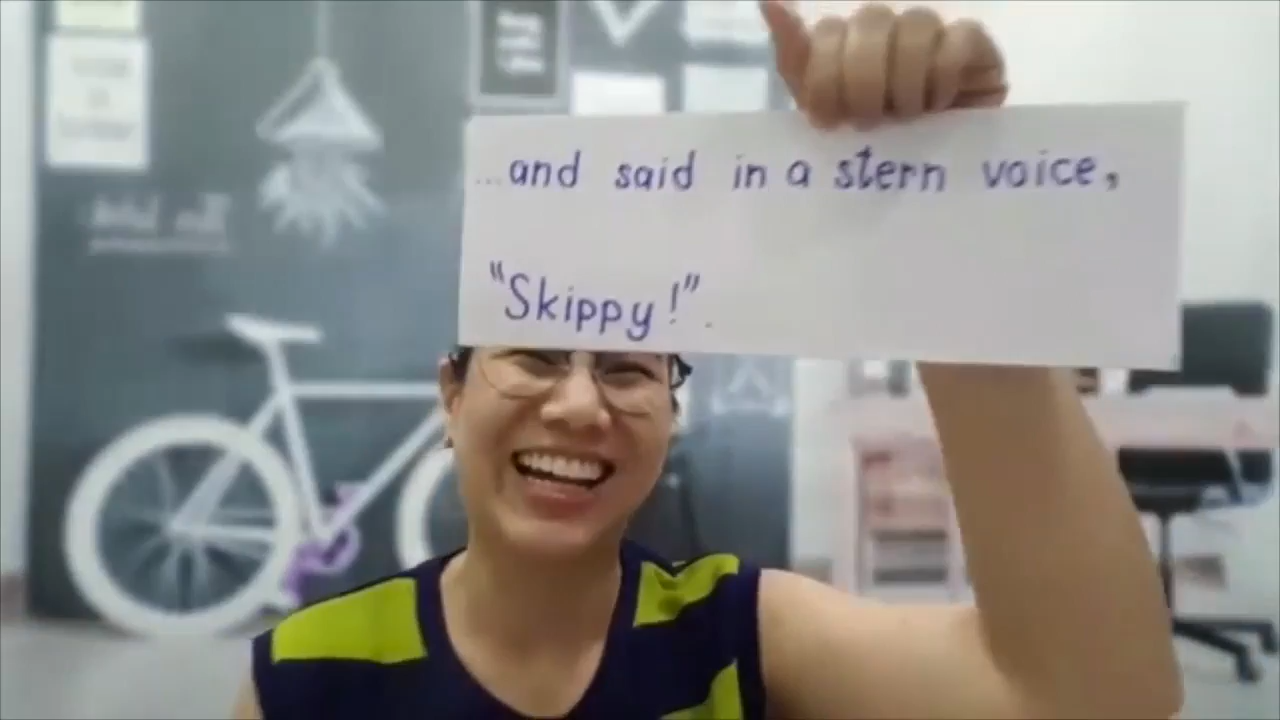 ...and said in a stern voice,
"Skippy!".